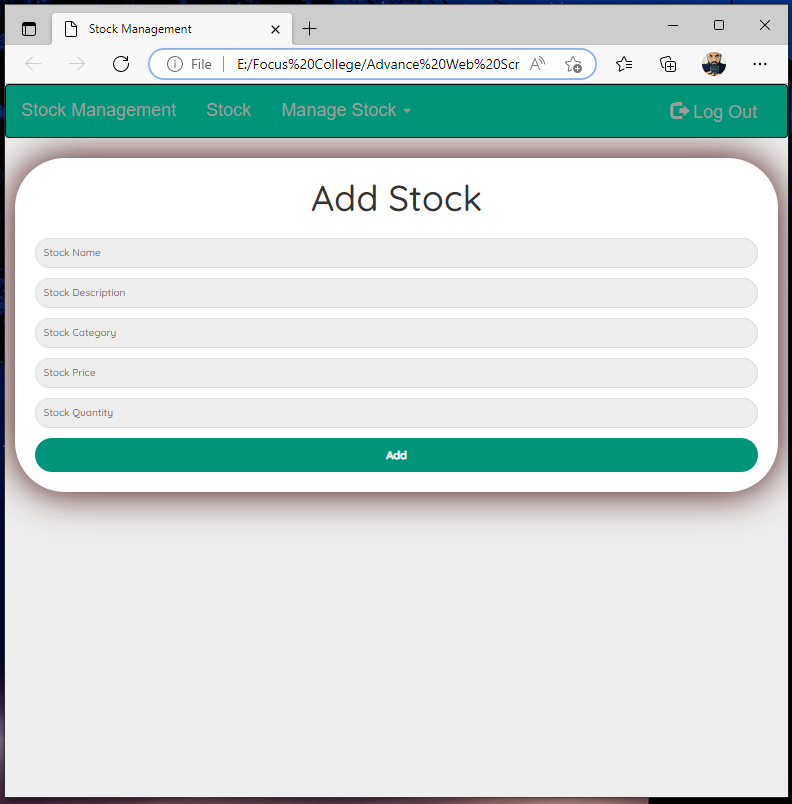 Stock Management
File E:/Focus%20College/Advance%20Web%20Scr
Stock Management Stock Manage Stock Log Out
Add Stock
Stock Name
Stock Description
Stock Category
Stock Price
Stock Quantity
Add